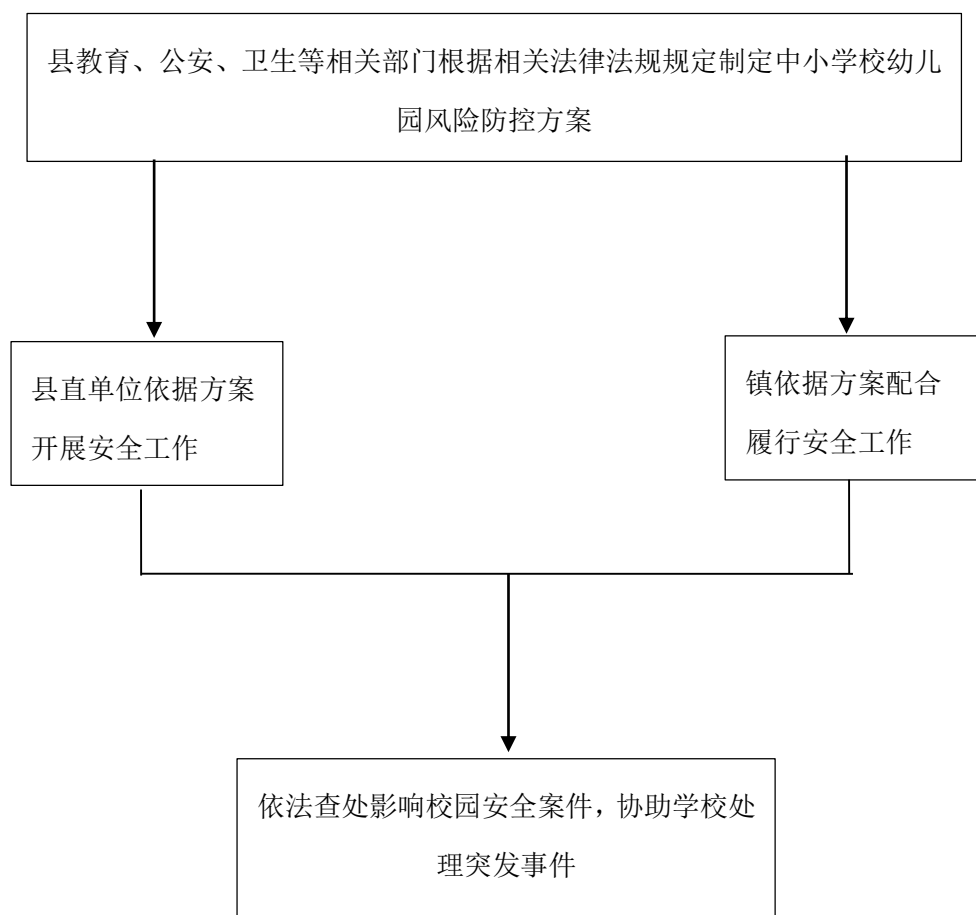 县教育、公安、卫生等相关部门根据相关法律法规规定制定中小学校幼儿
园风险防控方案
县直单位依据方案
开展安全工作
镇依据方案配合
履行安全工作
依法查处影响校园安全案件，协助学校处
理突发事件